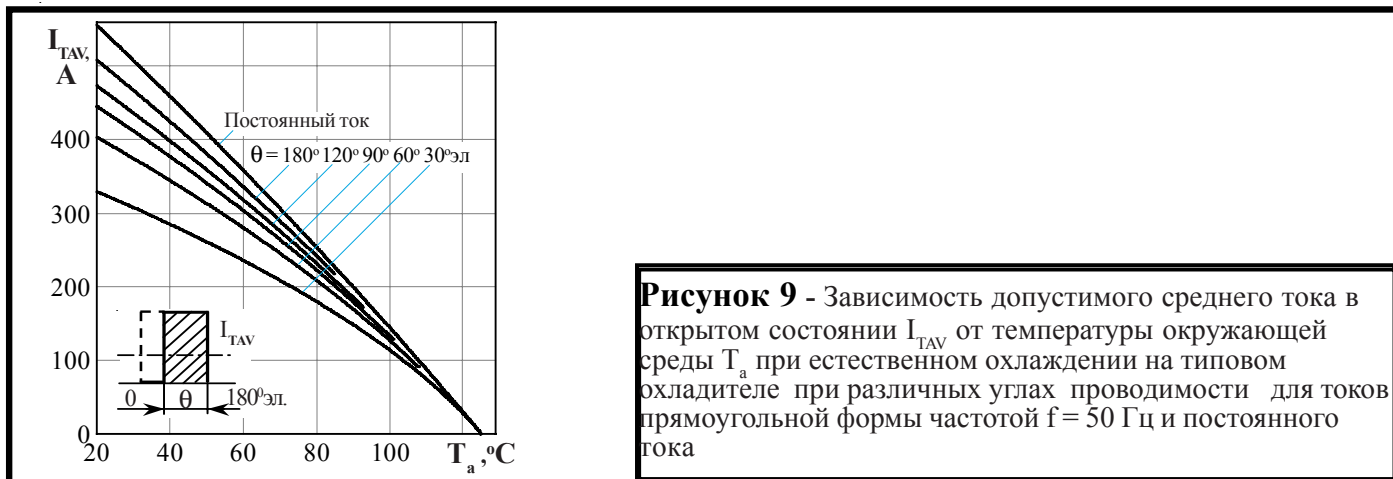 I_TAV,
A
400
300
200
100
0
20 40 60 80 100 T_a ,°C
Постоянный ток
θ = 180° 120° 90° 60° 30°эл
I_TAV
0 θ 180⁰эл.
Рисунок 9 - Зависимость допустимого среднего тока в
открытом состоянии I_TAV от температуры окружающей
среды T_a при естественном охлаждении на типовом
охладителе при различных углах проводимости для токов
прямоугольной формы частотой f = 50 Гц и постоянного
тока